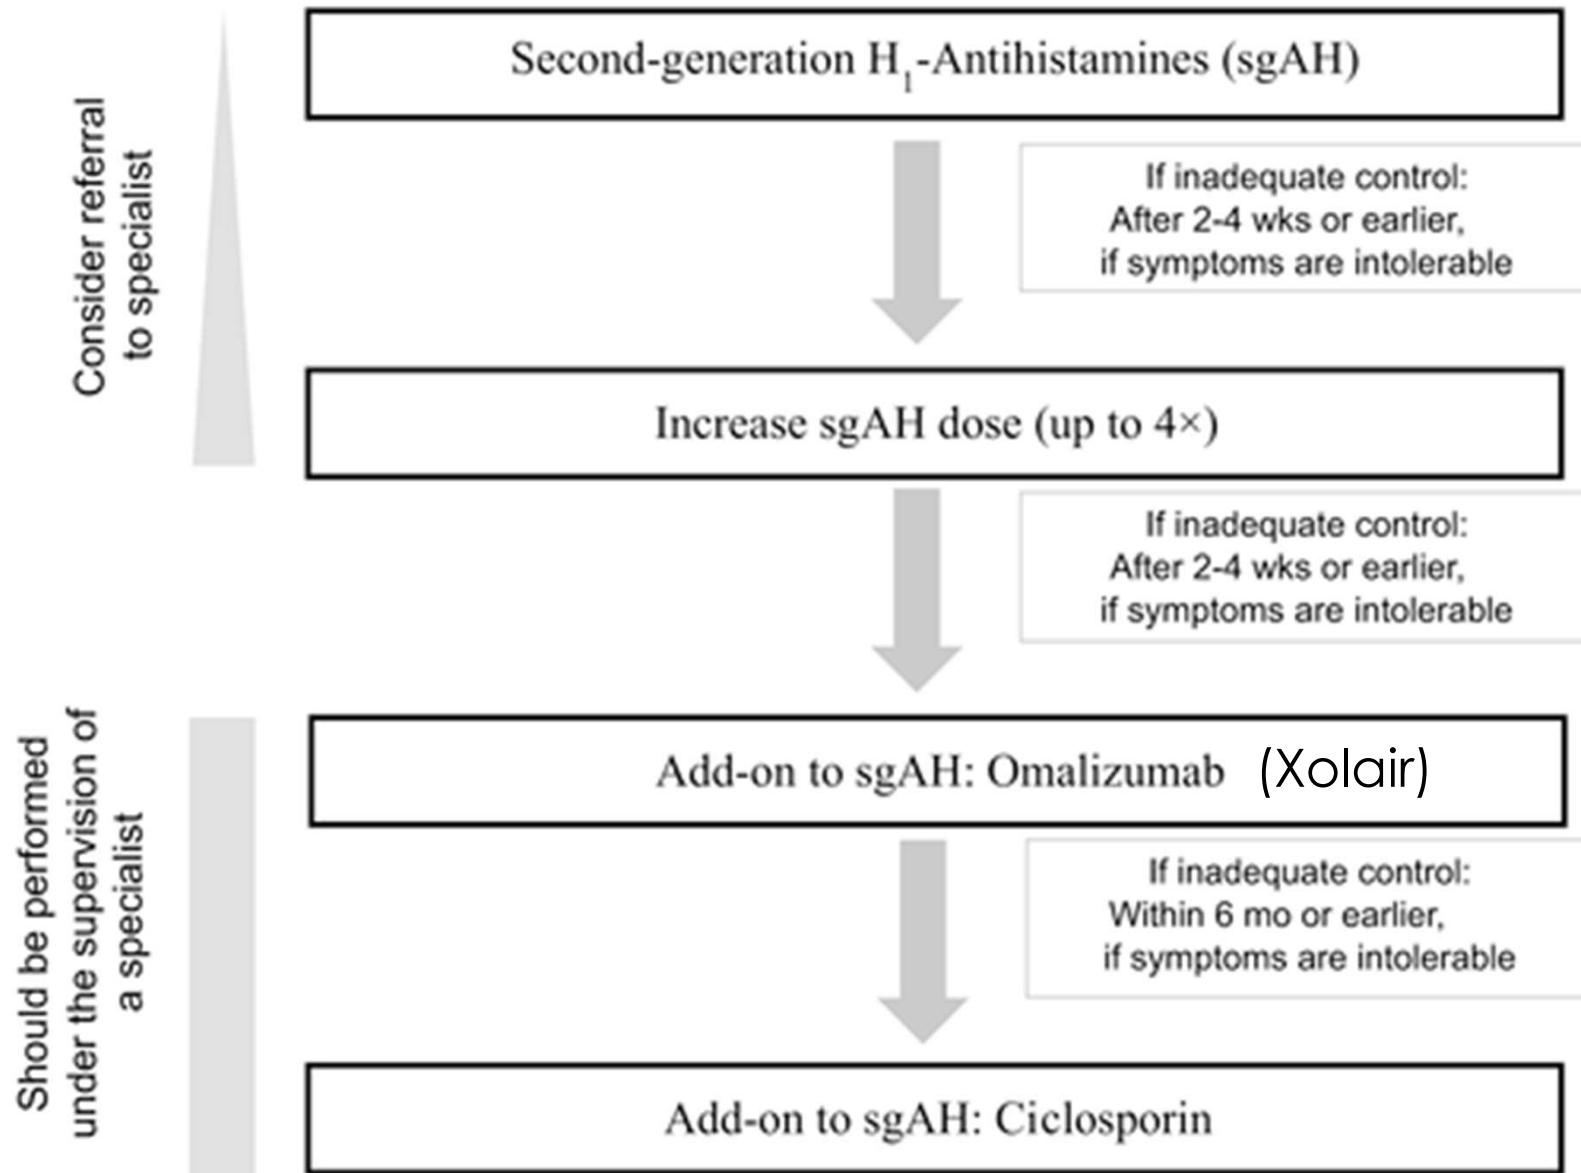 Second-generation H₁-Antihistamines (sgAH)
Consider referral
to specialist
If inadequate control:
After 2-4 wks or earlier,
if symptoms are intolerable
Increase sgAH dose (up to 4×)
If inadequate control:
After 2-4 wks or earlier,
if symptoms are intolerable
Should be performed
under the supervision of
a specialist
Add-on to sgAH: Omalizumab (Xolair)
If inadequate control:
Within 6 mo or earlier,
if symptoms are intolerable
Add-on to sgAH: Ciclosporin